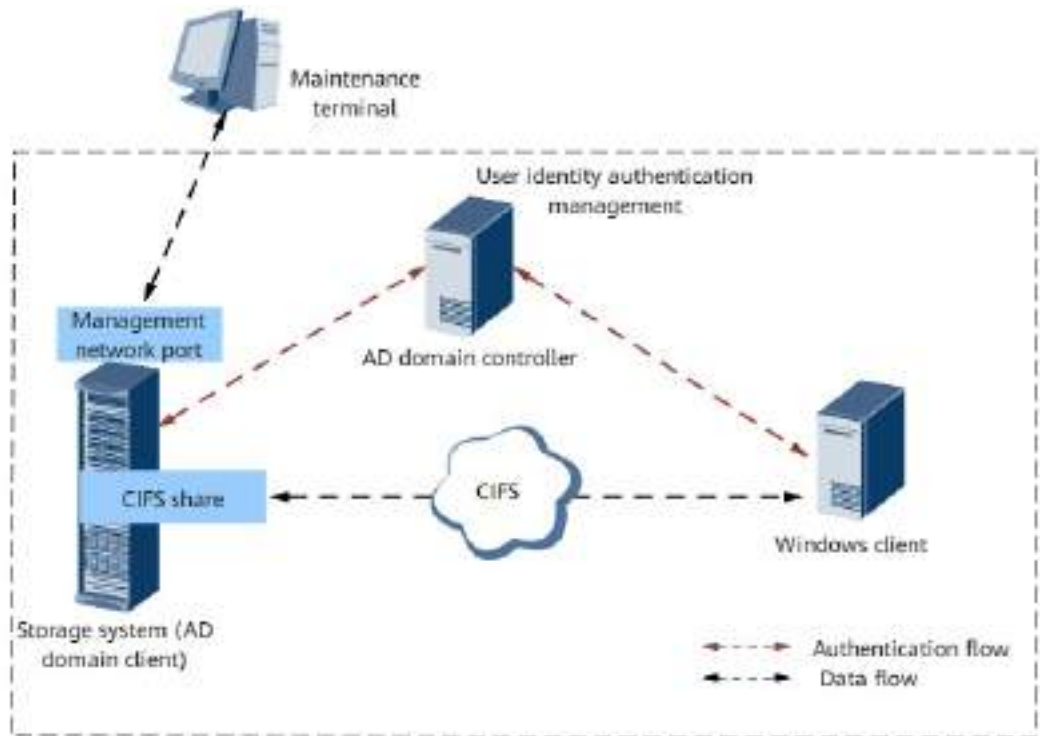 Maintenance
terminal
User identity authentication
management
Management
network port
AD domain controller
CIFS share
CIFS
Windows client
Storage system (AD
domain client)
Authentication flow
Data flow